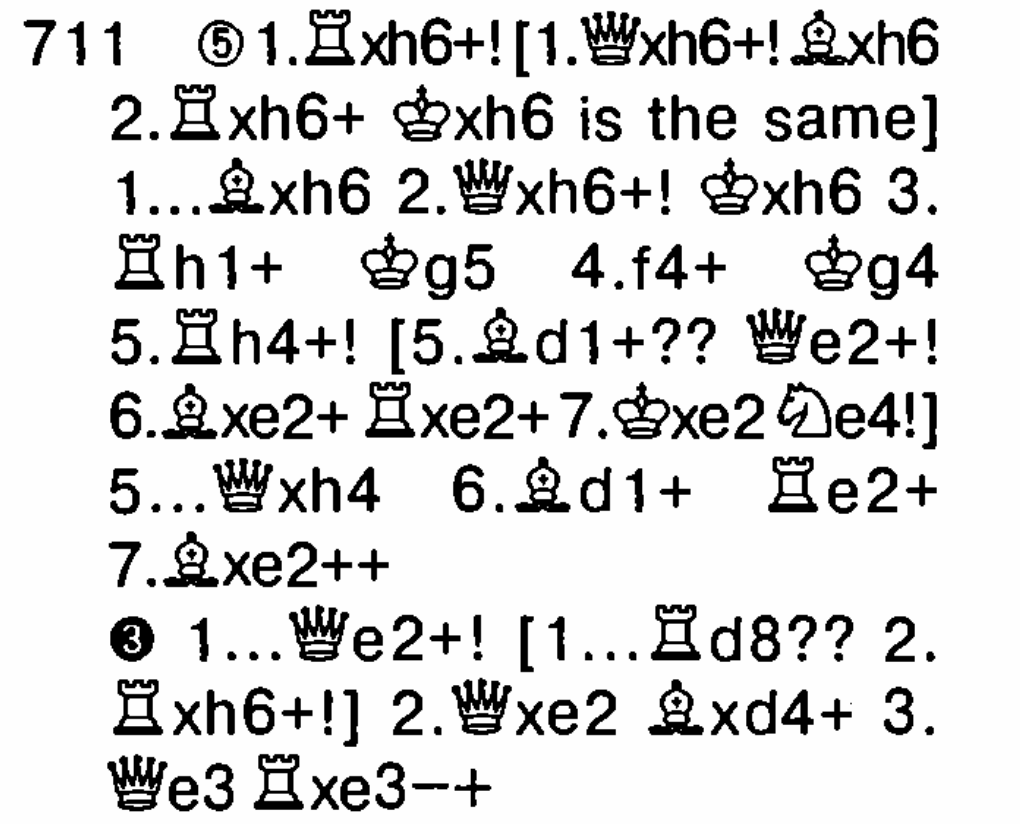 711 ⑤ 1.♖xh6+! [1.♕xh6+! ♗xh6
2.♖xh6+ ♔xh6 is the same]
1...♗xh6 2.♕xh6+! ♔xh6 3.
♖h1+ ♔g5 4.f4+ ♔g4
5.♖h4+! [5.♗d1+?? ♕e2+!
6.♗xe2+ ♖xe2+ 7.♔xe2 ♘e4!]
5...♕xh4 6.♗d1+ ♖e2+
7.♗xe2++
❸ 1...♕e2+! [1...♖d8?? 2.
♖xh6+!] 2.♕xe2 ♗xd4+ 3.
♕e3 ♖xe3−+